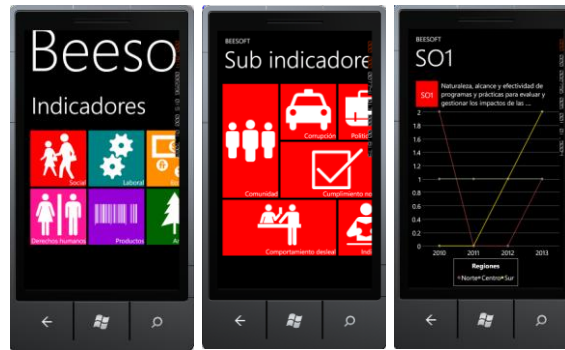 Beeso
Indicadores
Social
Laboral
Derechos humanos
Productos
BEESOFT
Sub indicadore
Comunidad
Corrupción
Politic
Cumplimiento no
Comportamiento desleal
Indi
BEESOFT
SO1
SO1
Naturaleza, alcance y efectividad de
programas y prácticas para evaluar y
gestionar los impactos de las ...
2
1.8
1.6
1.4
1.2
1
0.8
0.6
0.4
0.2
0
2010 2011 2012 2013
Regiones
Norte Centro Sur